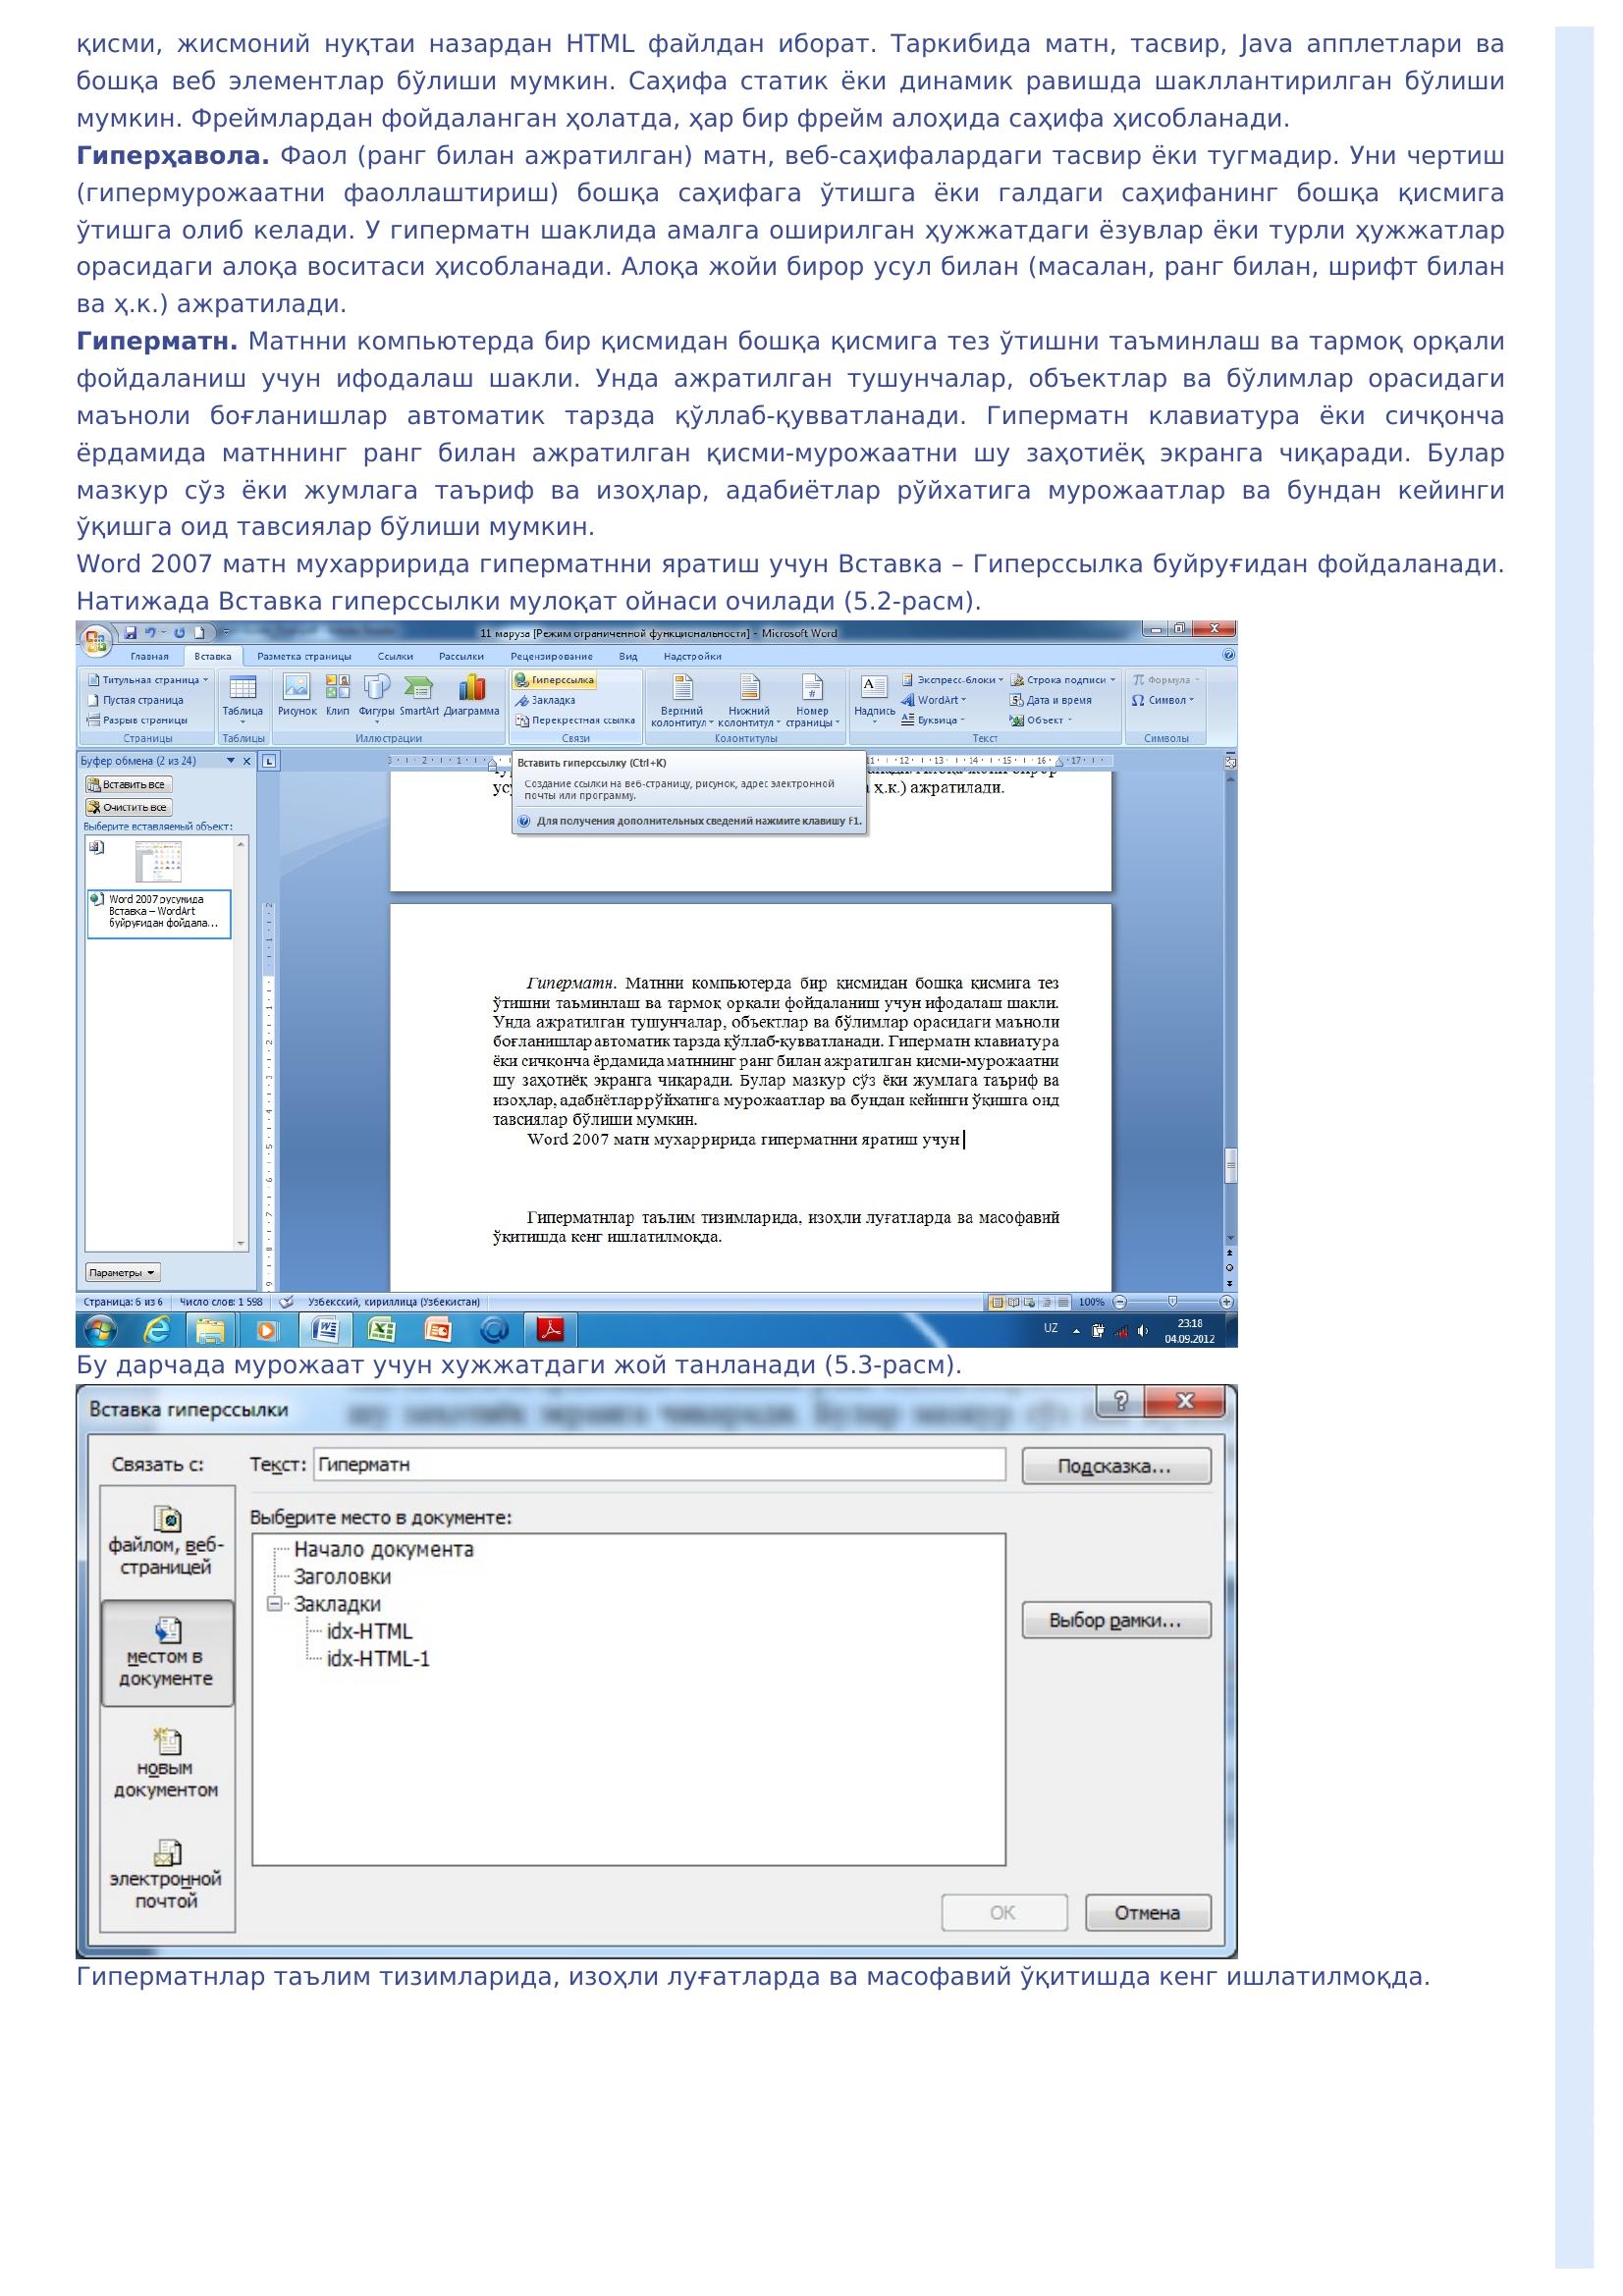 қисми, жисмоний нуқтаи назардан HTML файлдан иборат. Таркибида матн, тасвир, Java апплетлари ва
бошқа веб элементлар бўлиши мумкин. Саҳифа статик ёки динамик равишда шакллантирилган бўлиши
мумкин. Фреймлардан фойдаланган ҳолатда, ҳар бир фрейм алоҳида саҳифа ҳисобланади.
Гиперҳавола. Фаол (ранг билан ажратилган) матн, веб-саҳифалардаги тасвир ёки тугмадир. Уни чертиш
(гипермурожаатни фаоллаштириш) бошқа саҳифага ўтишга ёки галдаги саҳифанинг бошқа қисмига
ўтишга олиб келади. У гиперматн шаклида амалга оширилган ҳужжатдаги ёзувлар ёки турли ҳужжатлар
орасидаги алоқа воситаси ҳисобланади. Алоқа жойи бирор усул билан (масалан, ранг билан, шрифт билан
ва ҳ.к.) ажратилади.
Гиперматн. Матнни компьютерда бир қисмидан бошқа қисмига тез ўтишни таъминлаш ва тармоқ орқали
фойдаланиш учун ифодалаш шакли. Унда ажратилган тушунчалар, объектлар ва бўлимлар орасидаги
маъноли боғланишлар автоматик тарзда қўллаб-қувватланади. Гиперматн клавиатура ёки сичқонча
ёрдамида матннинг ранг билан ажратилган қисми-мурожаатни шу заҳотиёқ экранга чиқаради. Булар
мазкур сўз ёки жумлага таъриф ва изоҳлар, адабиётлар рўйхатига мурожаатлар ва бундан кейинги
ўқишга оид тавсиялар бўлиши мумкин.
Word 2007 матн мухарририда гиперматнни яратиш учун Вставка – Гиперссылка буйруғидан фойдаланади.
Натижада Вставка гиперссылки мулоқат ойнаси очилади (5.2-расм).
11 маруза [Режим ограниченной функциональности] - Microsoft Word
Главная Вставка Разметка страницы Ссылки Рассылки Рецензирование Вид Надстройки
Титульная страница
Пустая страница
Разрыв страницы
Страницы
Таблица
Таблицы
Рисунок Клип Фигуры SmartArt Диаграмма
Иллюстрации
Гиперссылка
Закладка
Перекрестная ссылка
Связи
Верхний колонтитул
Нижний колонтитул
Номер страницы
Колонтитулы
Надпись
Экспресс-блоки
WordArt
Буквица
Строка подписи
Дата и время
Объект
Текст
Формула
Символ
Символы
Буфер обмена (2 из 24)
Вставить все
Очистить все
Выберите вставляемый объект:
Word 2007 русумида
Вставка – WordArt
буйруғидан фойдала...
Параметры
Вставить гиперссылку (Ctrl+K)
Создание ссылки на веб-страницу, рисунок, адрес электронной
почты или программу.
Для получения дополнительных сведений нажмите клавишу F1.
ҳ.к.) ажратилади.
Гиперматн. Матнни компьютерда бир қисмидан бошқа қисмига тез
ўтишни таъминлаш ва тармоқ орқали фойдаланиш учун ифодалаш шакли.
Унда ажратилган тушунчалар, объектлар ва бўлимлар орасидаги маъноли
боғланишлар автоматик тарзда қўллаб-қувватланади. Гиперматн клавиатура
ёки сичқонча ёрдамида матннинг ранг билан ажратилган қисми-мурожаатни
шу заҳотиёқ экранга чиқаради. Булар мазкур сўз ёки жумлага таъриф ва
изоҳлар, адабиётлар рўйхатига мурожаатлар ва бундан кейинги ўқишга оид
тавсиялар бўлиши мумкин.
Word 2007 матн мухарририда гиперматнни яратиш учун
Гиперматнлар таълим тизимларида, изоҳли луғатларда ва масофавий
ўқитишда кенг ишлатилмоқда.
Страница: 6 из 6 Число слов: 1 598 Узбекский, кириллица (Узбекистан) 100%
UZ 23:18
04.09.2012
Бу дарчада мурожаат учун хужжатдаги жой танланади (5.3-расм).
Вставка гиперссылки
Связать с: Текст: Гиперматн Подсказка...
Выберите место в документе:
файлом, веб-
страницей
местом в
документе
новым
документом
электронной
почтой
Начало документа
Заголовки
Закладки
idx-HTML
idx-HTML-1
Выбор рамки...
ОК Отмена
Гиперматнлар таълим тизимларида, изоҳли луғатларда ва масофавий ўқитишда кенг ишлатилмоқда.